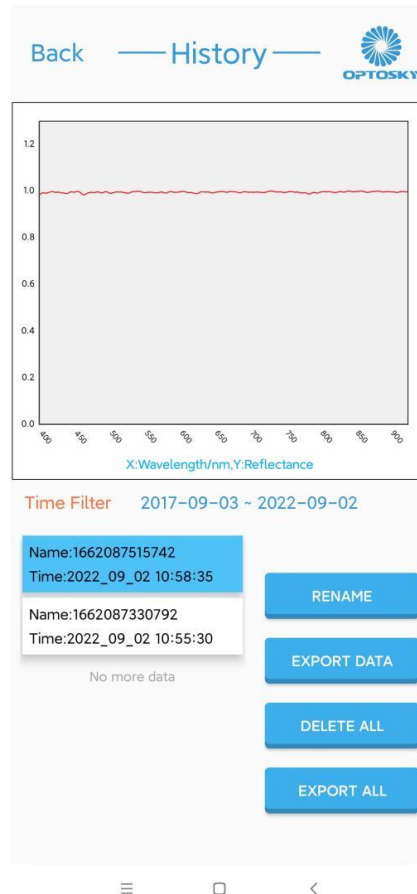 Back
History
OPTOSKY
1.2
1.0
0.8
0.6
0.4
0.2
0.0
400 450 500 550 600 650 700 750 800 850 900
X:Wavelength/nm,Y:Reflectance
Time Filter 2017-09-03 ~ 2022-09-02
Name:1662087515742
Time:2022_09_02 10:58:35
RENAME
Name:1662087330792
Time:2022_09_02 10:55:30
EXPORT DATA
No more data
DELETE ALL
EXPORT ALL